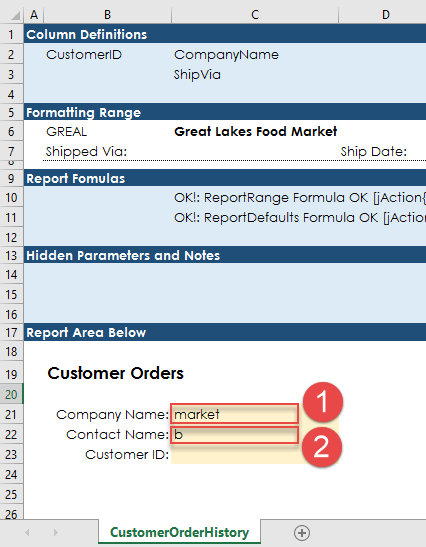 A B C D
1 Column Definitions
2 CustomerID CompanyName
3 ShipVia
4
5 Formatting Range
6 GREAL Great Lakes Food Market
7 Shipped Via: Ship Date:
8
9 Report Fomulas
10 OK!: ReportRange Formula OK [jAction{
11 OK!: ReportDefaults Formula OK [jAction
12
13 Hidden Parameters and Notes
14
15
16
17 Report Area Below
18
19 Customer Orders
20
21 Company Name: market 1
22 Contact Name: b 2
23 Customer ID:
24
25
26
CustomerOrderHistory